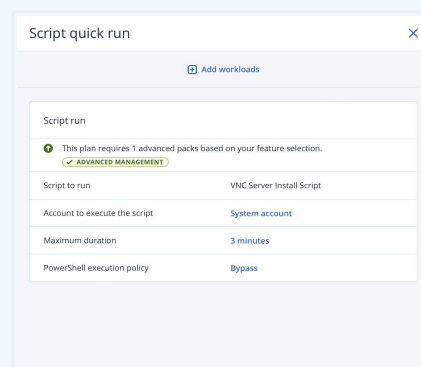 Script quick run
Add workloads
Script run
This plan requires 1 advanced packs based on your feature selection.
ADVANCED MANAGEMENT
Script to run VNC Server Install Script
Account to execute the script System account
Maximum duration 3 minutes
PowerShell execution policy Bypass